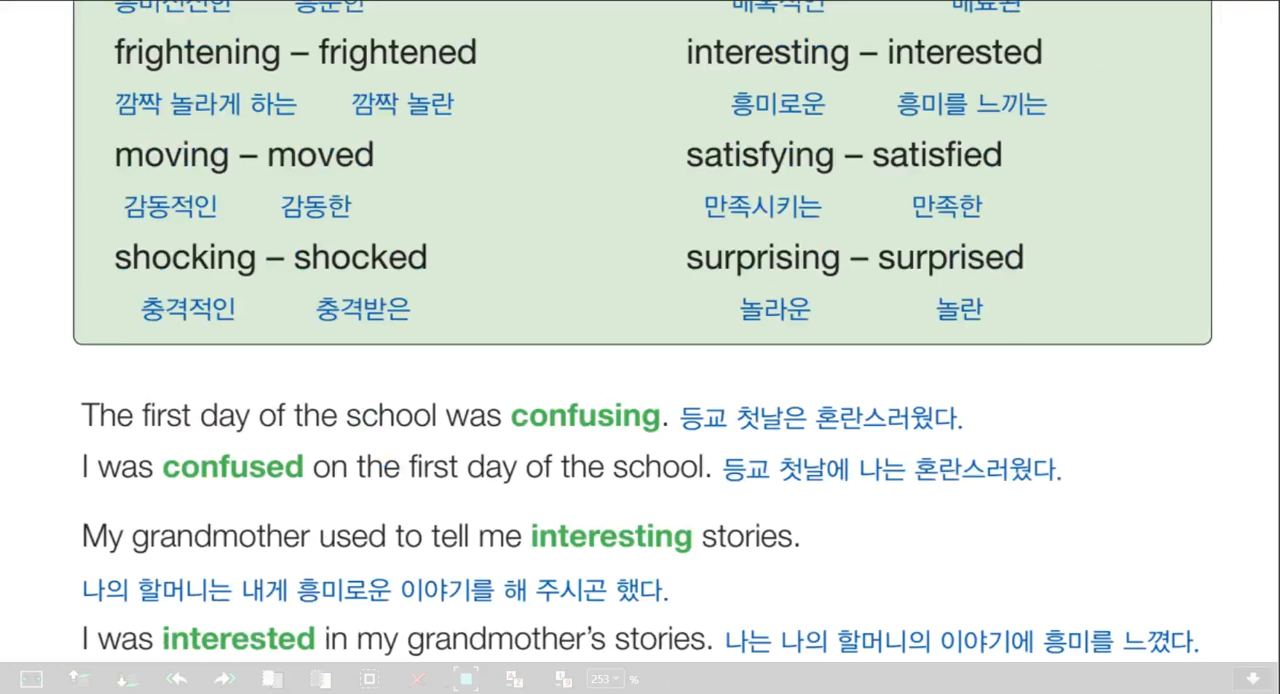 frightening – frightened interesting – interested
깜짝 놀라게 하는 깜짝 놀란 흥미로운 흥미를 느끼는
moving – moved satisfying – satisfied
감동적인 감동한 만족시키는 만족한
shocking – shocked surprising – surprised
충격적인 충격받은 놀라운 놀란
The first day of the school was confusing. 등교 첫날은 혼란스러웠다.
I was confused on the first day of the school. 등교 첫날에 나는 혼란스러웠다.
My grandmother used to tell me interesting stories.
나의 할머니는 내게 흥미로운 이야기를 해 주시곤 했다.
I was interested in my grandmother's stories. 나는 나의 할머니의 이야기에 흥미를 느꼈다.
253 %